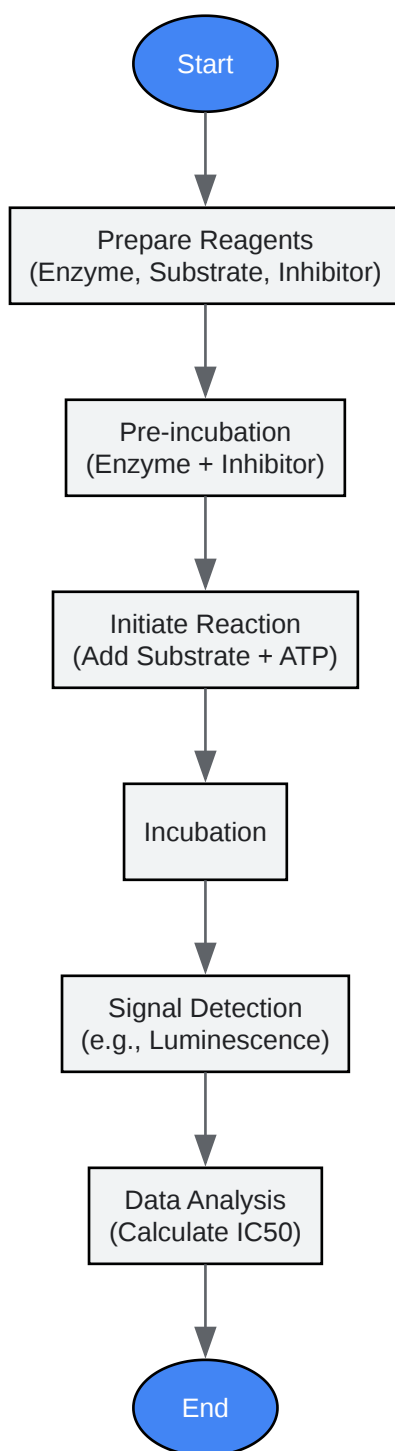 Start
Prepare Reagents
(Enzyme, Substrate, Inhibitor)
Pre-incubation
(Enzyme + Inhibitor)
Initiate Reaction
(Add Substrate + ATP)
Incubation
Signal Detection
(e.g., Luminescence)
Data Analysis
(Calculate IC50)
End